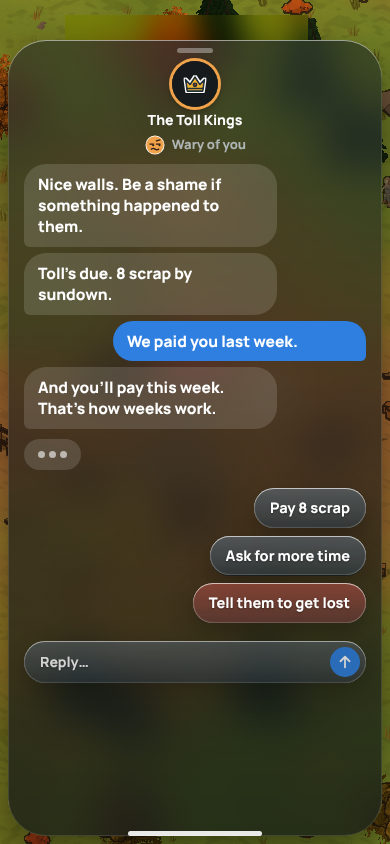 The Toll Kings
Wary of you
Nice walls. Be a shame if
something happened to
them.
Toll's due. 8 scrap by
sundown.
We paid you last week.
And you'll pay this week.
That's how weeks work.
Pay 8 scrap
Ask for more time
Tell them to get lost
Reply…